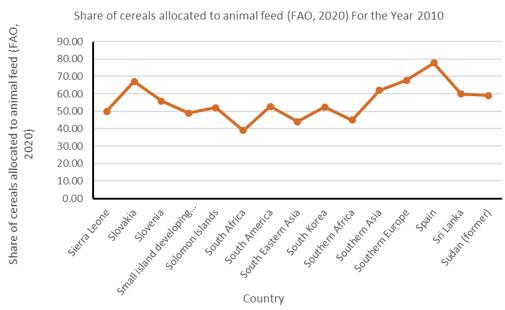 Share of cereals allocated to animal feed (FAO, 2020) For the Year 2010
Share of cereals allocated to animal feed (FAO,
2020)
90.00
80.00
70.00
60.00
50.00
40.00
30.00
20.00
10.00
0.00
Sierra Leone
Slovakia
Slovenia
Small island developing...
Solomon Islands
South Africa
South America
South Eastern Asia
South Korea
Southern Africa
Southern Asia
Southern Europe
Spain
Sri Lanka
Sudan (former)
Country